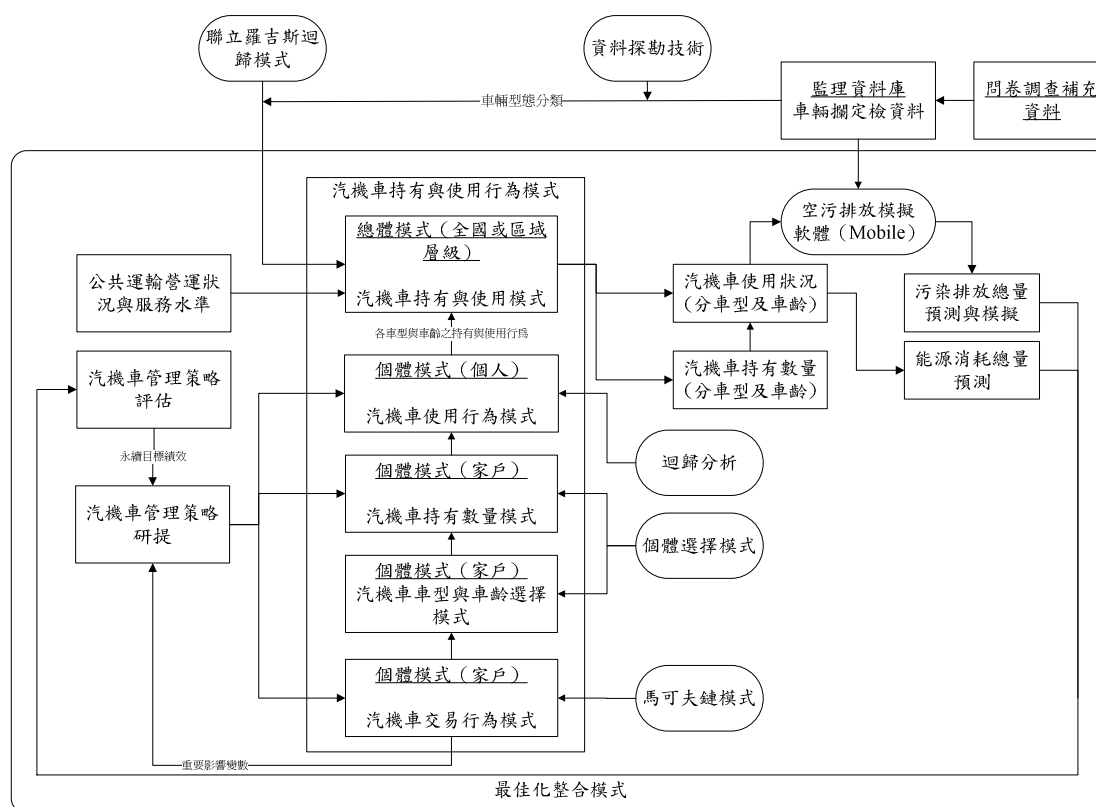 聯立羅吉斯迴
歸模式
資料探勘技術
車輛型態分類
監理資料庫
車輛攔定檢資料
問卷調查補充
資料
汽機車持有與使用行為模式
總體模式（全國或區域
層級）
汽機車持有與使用模式
公共運輸營運狀
況與服務水準
空污排放模擬
軟體（Mobile）
汽機車使用狀況
(分車型及車齡)
污染排放總量
預測與模擬
各車型與車齡之持有與使用行為
汽機車持有數量
(分車型及車齡)
能源消耗總量
預測
汽機車管理策略
評估
個體模式（個人）
汽機車使用行為模式
永續目標績效
迴歸分析
汽機車管理策略
研提
個體模式（家戶）
汽機車持有數量模式
個體選擇模式
個體模式（家戶）
汽機車車型與車齡選擇
模式
個體模式（家戶）
汽機車交易行為模式
馬可夫鏈模式
重要影響變數
最佳化整合模式